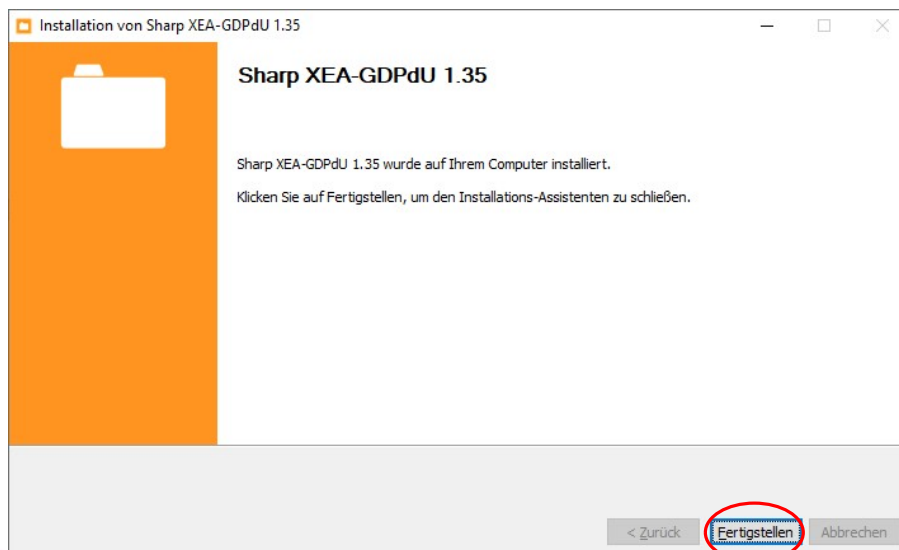 Installation von Sharp XEA-GDPdU 1.35
Sharp XEA-GDPdU 1.35
Sharp XEA-GDPdU 1.35 wurde auf Ihrem Computer installiert.
Klicken Sie auf Fertigstellen, um den Installations-Assistenten zu schließen.
< Zurück Fertigstellen Abbrechen